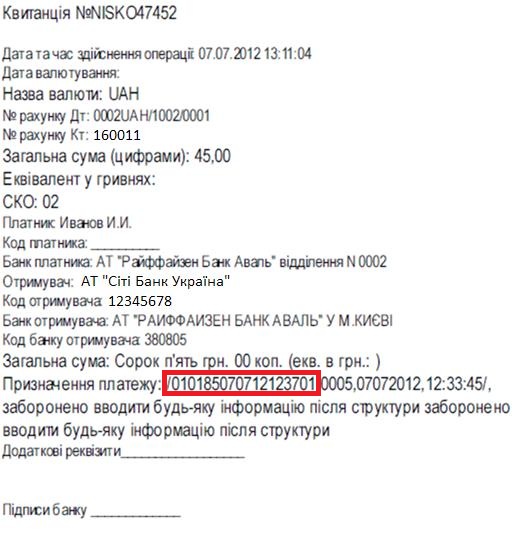 Квитанція №NISKO47452
Дата та час здійснення операції: 07.07.2012 13:11:04
Дата валютування:
Назва валюти: UAH
№ рахунку Дт: 0002UAH/1002/0001
№ рахунку Кт: 160011
Загальна сума (цифрами): 45,00
Еквівалент у гривнях:
СКО: 02
Платник: Иванов И.И.
Код платника: __________
Банк платника: АТ "Райффайзен Банк Аваль" відділення N 0002
Отримувач: АТ "Сіті Банк Україна"
Код отримувача: 12345678
Банк отримувача: АТ "РАИФФАИЗЕН БАНК АВАЛЬ" У М.КИЄВІ
Код банку отримувача: 380805
Загальна сума: Сорок п'ять грн. 00 коп. (екв. в грн.: )
Призначення платежу: /010185070712123701,0005,07072012,12:33:45/,
заборонено вводити будь-яку інформацію після структури заборонено
вводити будь-яку інформацію після структури
Додаткові реквізити__________________
Підписи банку _____________